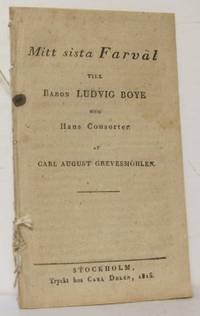 Mitt sista Farväl
TILL
BARON LUDVIG BOYE
OCH
Hans Consorter
AF
CARL AUGUST GREVESMÖHLEN.
STOCKHOLM,
Tryckt hos CARL DELEN, 1815.